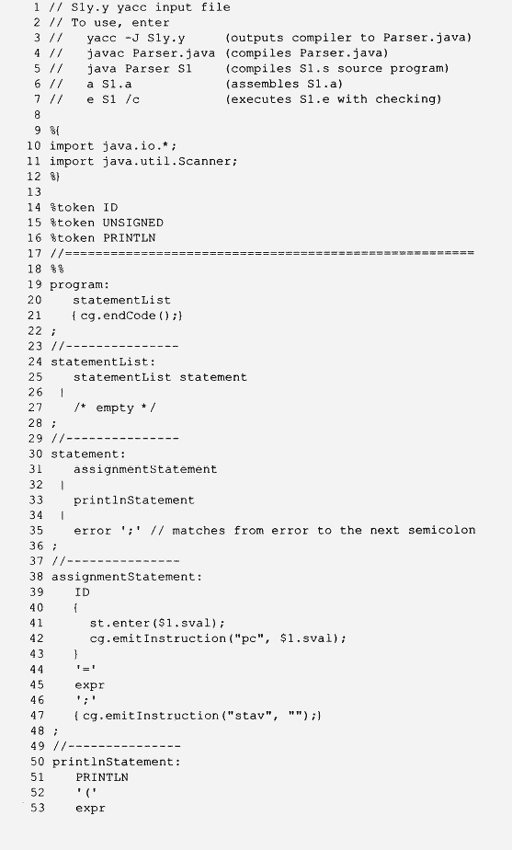 1 // S1y.y yacc input file
2 // To use, enter
3 //   yacc -J S1y.y     (outputs compiler to Parser.java)
4 //   javac Parser.java (compiles Parser.java)
5 //   java Parser S1    (compiles S1.s source program)
6 //   a S1.a            (assembles S1.a)
7 //   e S1 /c           (executes S1.e with checking)
8
9 %{
10 import java.io.*;
11 import java.util.Scanner;
12 %}
13
14 %token ID
15 %token UNSIGNED
16 %token PRINTLN
17 //=======================================================
18 %%
19 program:
20    statementList
21    {cg.endCode();}
22 ;
23 //---------------
24 statementList:
25    statementList statement
26  |
27    /* empty */
28 ;
29 //---------------
30 statement:
31    assignmentStatement
32  |
33    printlnStatement
34  |
35    error ';' // matches from error to the next semicolon
36 ;
37 //---------------
38 assignmentStatement:
39    ID
40    {
41      st.enter($1.sval);
42      cg.emitInstruction("pc", $1.sval);
43    }
44    '='
45    expr
46    ';'
47    {cg.emitInstruction("stav", "");}
48 ;
49 //---------------
50 printlnStatement:
51    PRINTLN
52    '('
53    expr